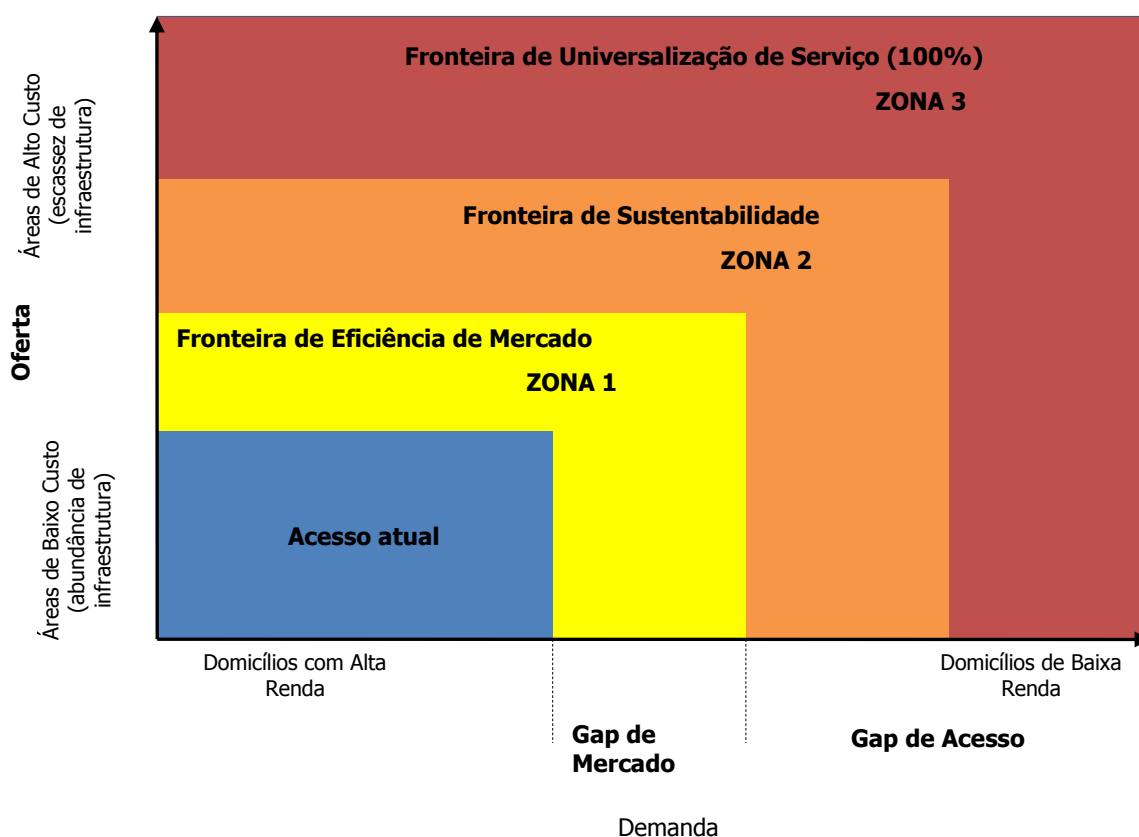 Fronteira de Universalização de Serviço (100%)
ZONA 3
Áreas de Alto Custo
(escassez de
infraestrutura)
Fronteira de Sustentabilidade
ZONA 2
Oferta
Fronteira de Eficiência de Mercado
ZONA 1
Áreas de Baixo Custo
(abundância de
infraestrutura)
Acesso atual
Domicílios com Alta
Renda
Domicílios de Baixa
Renda
Gap de
Mercado
Gap de Acesso
Demanda